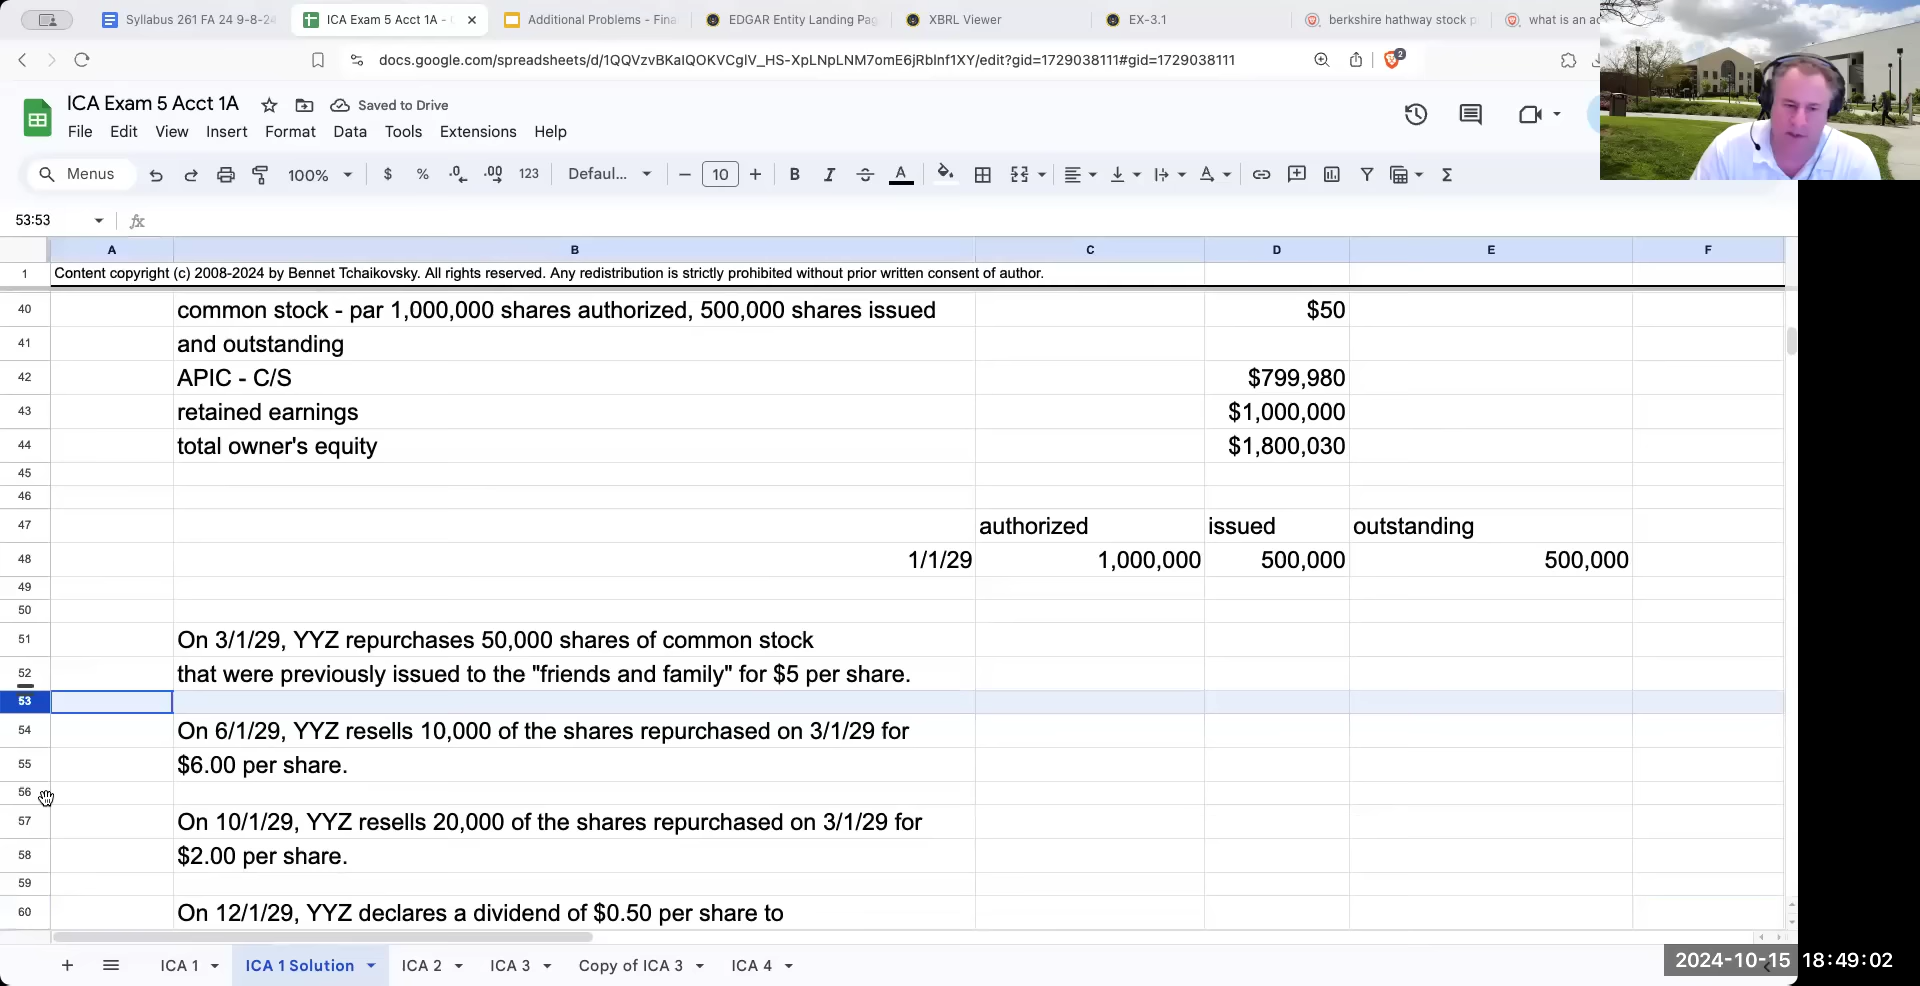 Syllabus 261 FA 24 9-8-24
ICA Exam 5 Acct 1A -
Additional Problems - Fina
EDGAR Entity Landing Pag
XBRL Viewer
EX-3.1
berkshire hathway stock p
what is an ad
docs.google.com/spreadsheets/d/1QQVzvBKaIQOKVCgIV_HS-XpLNpLNM7omE6jRbInf1XY/edit?gid=1729038111#gid=1729038111
2
ICA Exam 5 Acct 1A
Saved to Drive
File Edit View Insert Format Data Tools Extensions Help
Menus 100% $ % .0 .00 123 Defaul... 10 B I A
53:53
fx
A B C D E F
1 Content copyright (c) 2008-2024 by Bennet Tchaikovsky. All rights reserved. Any redistribution is strictly prohibited without prior written consent of author.
40 common stock - par 1,000,000 shares authorized, 500,000 shares issued $50
41 and outstanding
42 APIC - C/S $799,980
43 retained earnings $1,000,000
44 total owner's equity $1,800,030
45
46
47 authorized issued outstanding
48 1/1/29 1,000,000 500,000 500,000
49
50
51 On 3/1/29, YYZ repurchases 50,000 shares of common stock
52 that were previously issued to the "friends and family" for $5 per share.
53
54 On 6/1/29, YYZ resells 10,000 of the shares repurchased on 3/1/29 for
55 $6.00 per share.
56
57 On 10/1/29, YYZ resells 20,000 of the shares repurchased on 3/1/29 for
58 $2.00 per share.
59
60 On 12/1/29, YYZ declares a dividend of $0.50 per share to
ICA 1 ICA 1 Solution ICA 2 ICA 3 Copy of ICA 3 ICA 4
2024-10-15 18:49:02